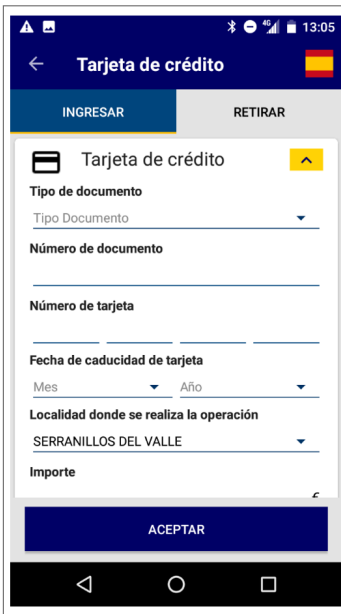 4G 13:05
Tarjeta de crédito
INGRESAR RETIRAR
Tarjeta de crédito
Tipo de documento
Tipo Documento
Número de documento
Número de tarjeta
Fecha de caducidad de tarjeta
Mes Año
Localidad donde se realiza la operación
SERRANILLOS DEL VALLE
Importe
€
ACEPTAR